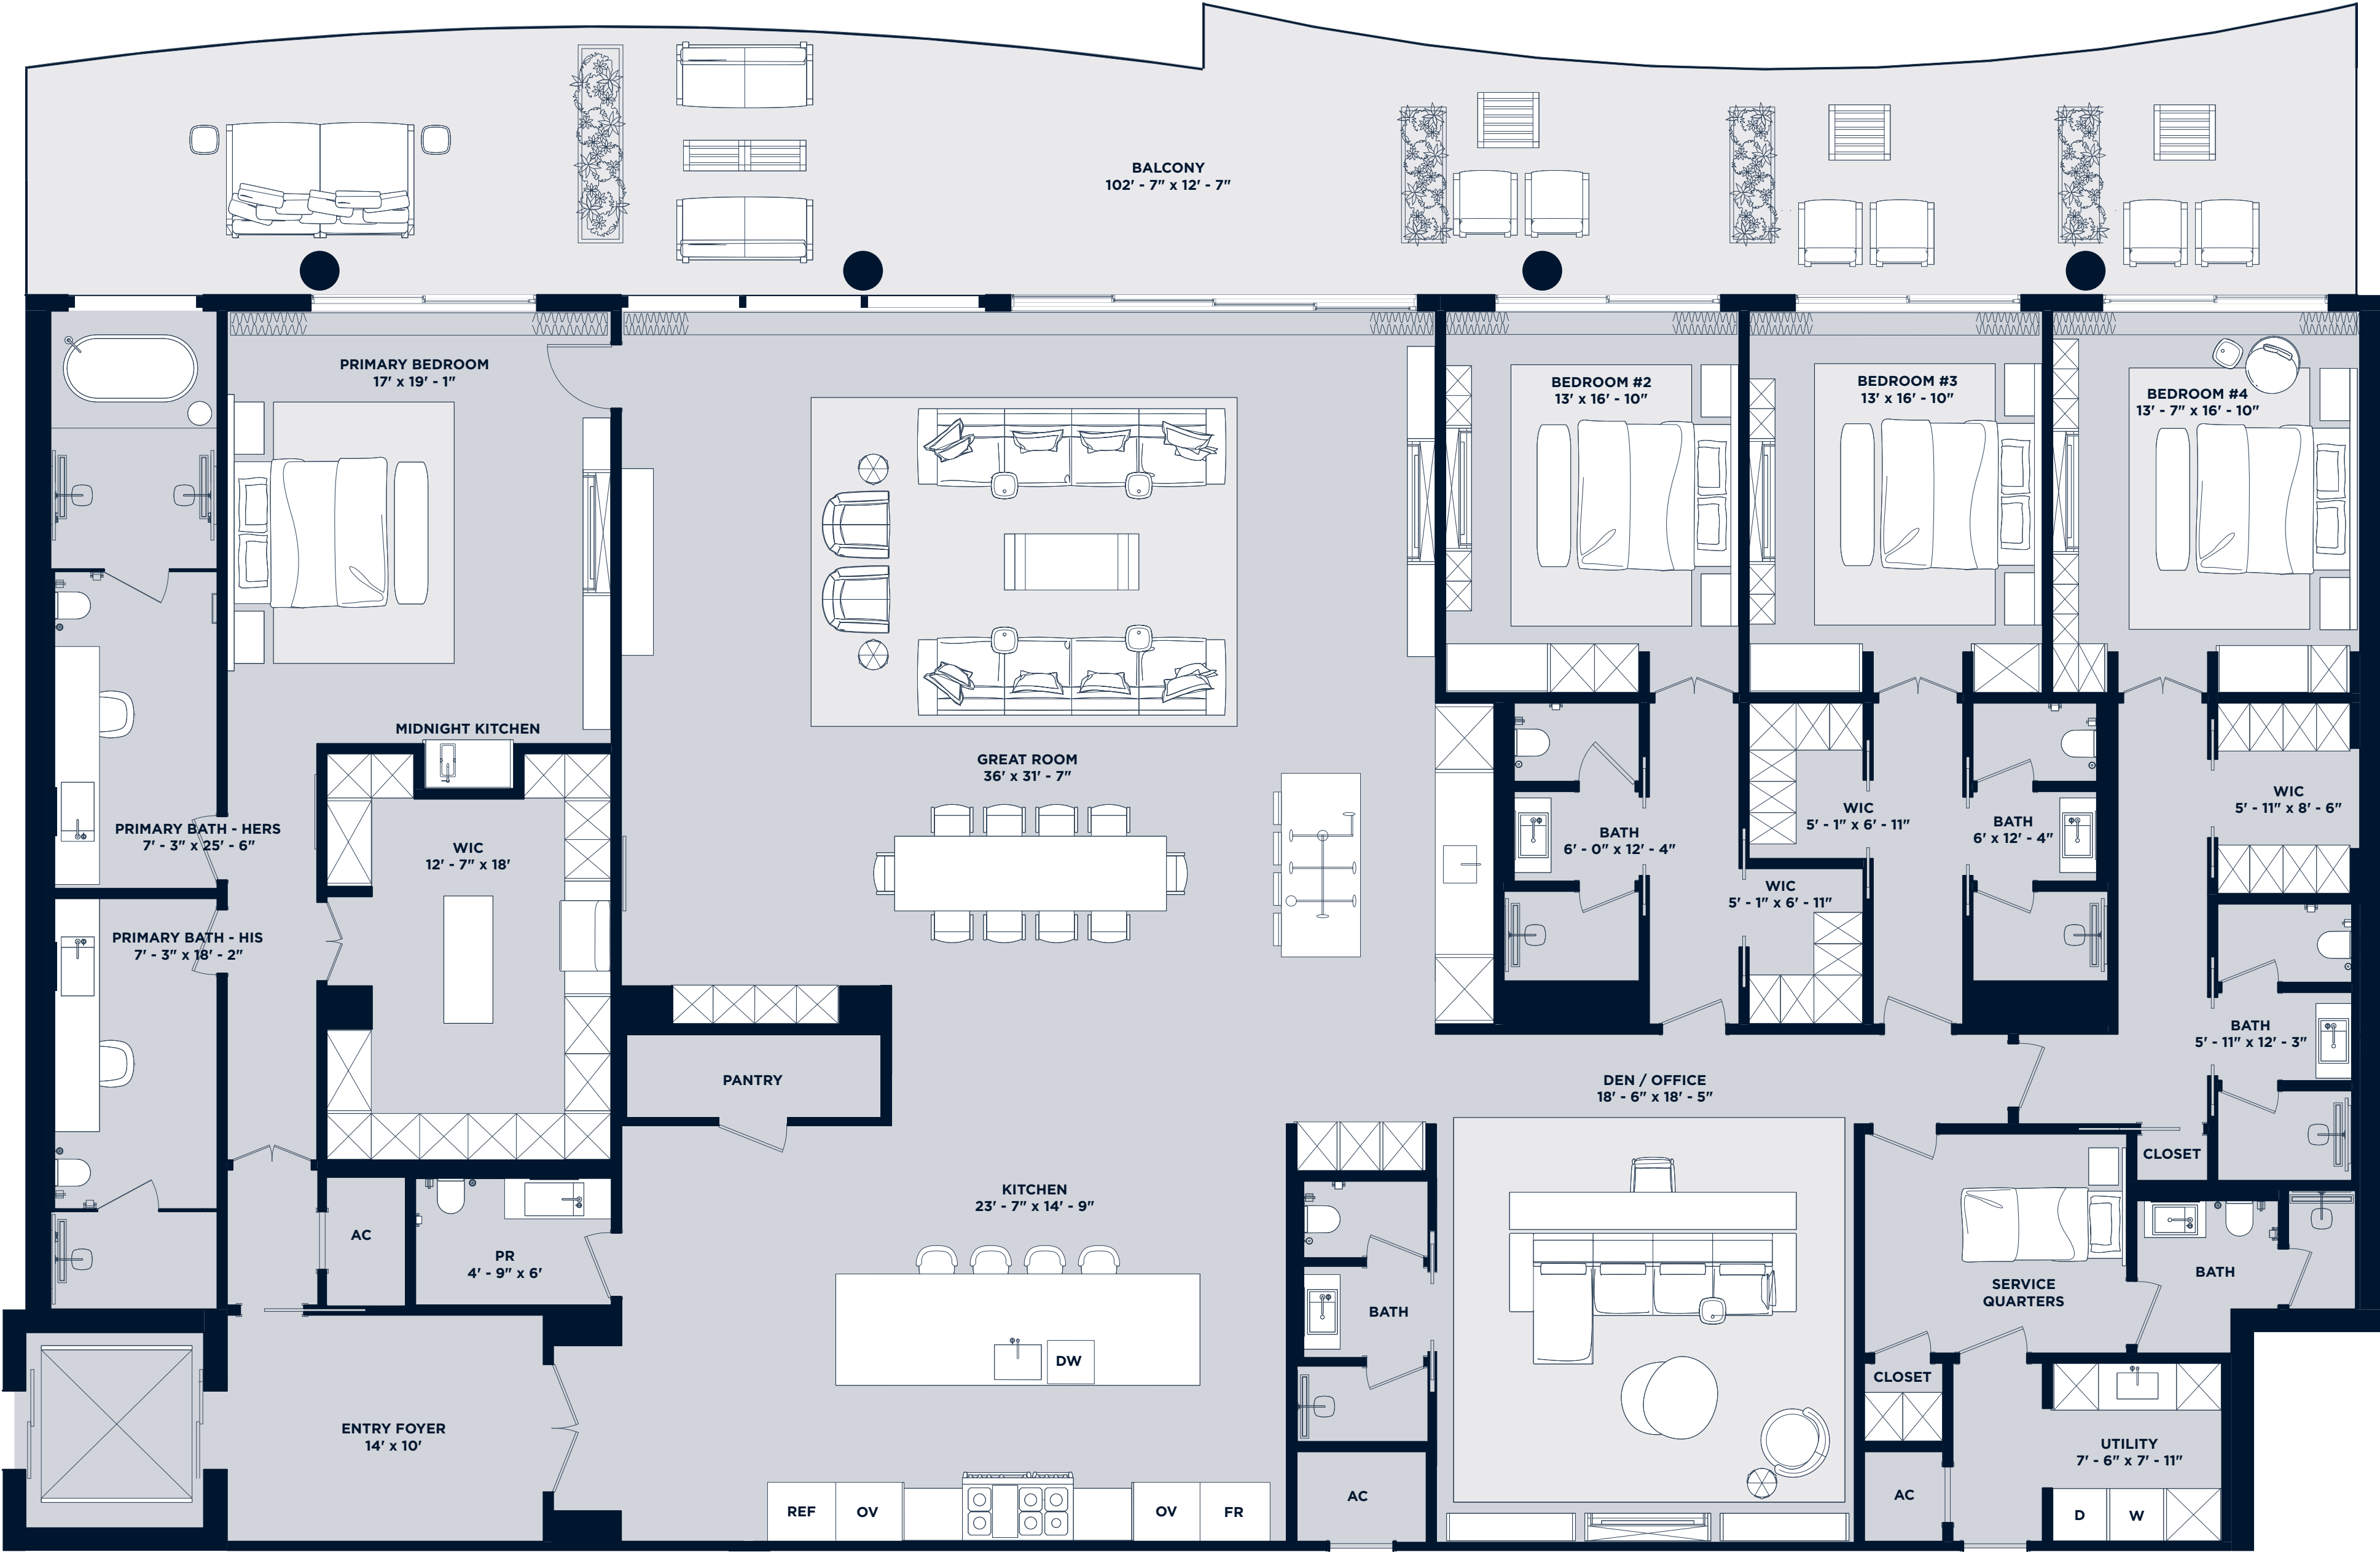 BALCONY
102' - 7" x 12' - 7"
PRIMARY BEDROOM
17' x 19' - 1"
BEDROOM #2
13' x 16' - 10"
BEDROOM #3
13' x 16' - 10"
BEDROOM #4
13' - 7" x 16' - 10"
MIDNIGHT KITCHEN
GREAT ROOM
36' x 31' - 7"
PRIMARY BATH - HERS
7' - 3" x 25' - 6"
WIC
12' - 7" x 18'
BATH
6' - 0" x 12' - 4"
WIC
5' - 1" x 6' - 11"
BATH
6' x 12' - 4"
WIC
5' - 11" x 8' - 6"
WIC
5' - 1" x 6' - 11"
PRIMARY BATH - HIS
7' - 3" x 18' - 2"
BATH
5' - 11" x 12' - 3"
PANTRY
DEN / OFFICE
18' - 6" x 18' - 5"
CLOSET
KITCHEN
23' - 7" x 14' - 9"
AC
PR
4' - 9" x 6'
BATH
SERVICE
QUARTERS
BATH
DW
CLOSET
ENTRY FOYER
14' x 10'
UTILITY
7' - 6" x 7' - 11"
REF
OV
OV
FR
AC
AC
D
W